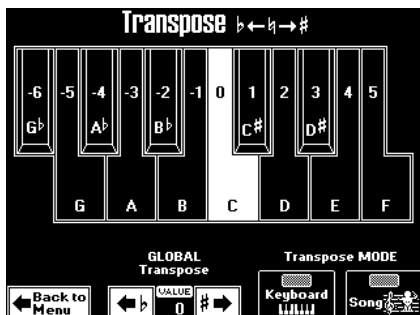 Transpose ♭←♮→♯
-6 -5 -4 -3 -2 -1 0 1 2 3 4 5
G♭ A♭ B♭ C♯ D♯
G A B C D E F
GLOBAL Transpose
Transpose MODE
←Back to Menu
←♭ VALUE 0 ♯→
Keyboard
Song